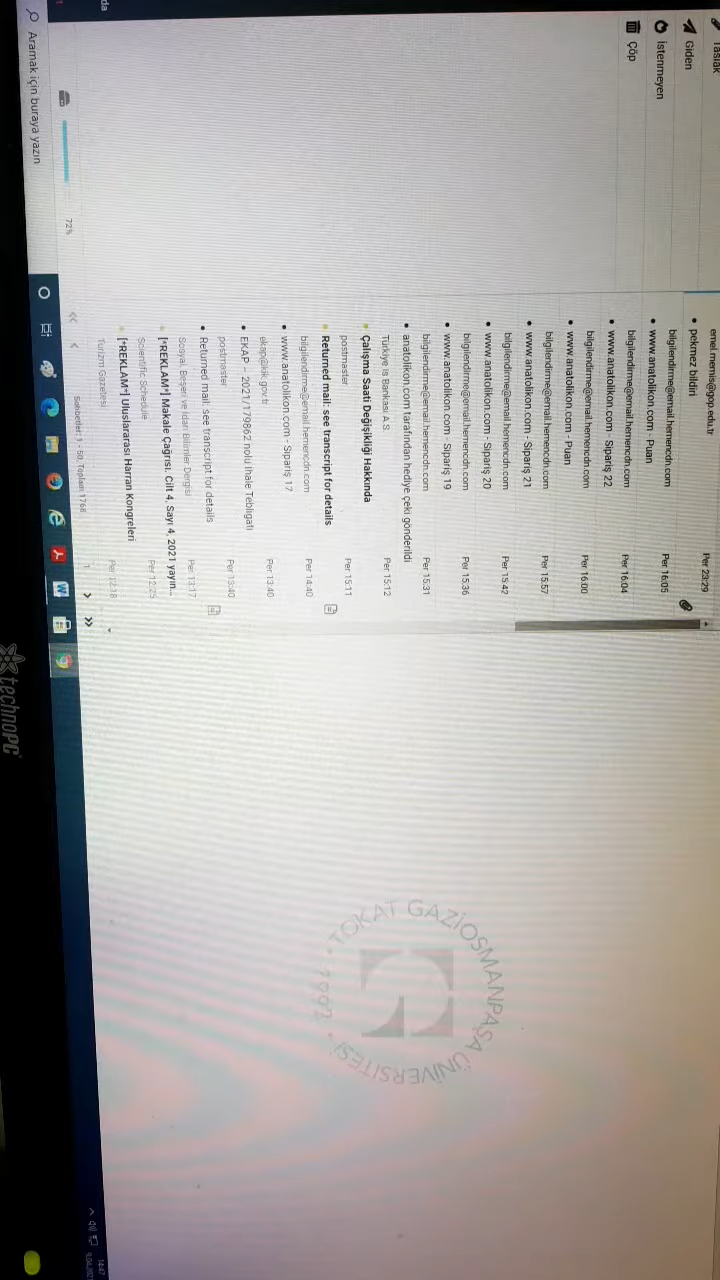 Taslak
Giden
İstenmeyen
Çöp
72%
emel.memis@gop.edu.tr
Per 23:29
pekmez bildiri
bilgilendirme@email.hemencdn.com
Per 16:05
www.anatolikon.com - Puan
bilgilendirme@email.hemencdn.com
Per 16:04
www.anatolikon.com - Sipariş 22
bilgilendirme@email.hemencdn.com
Per 16:00
www.anatolikon.com - Puan
bilgilendirme@email.hemencdn.com
Per 15:57
www.anatolikon.com - Sipariş 21
bilgilendirme@email.hemencdn.com
Per 15:42
www.anatolikon.com - Sipariş 20
bilgilendirme@email.hemencdn.com
Per 15:36
www.anatolikon.com - Sipariş 19
bilgilendirme@email.hemencdn.com
Per 15:31
anatolikon.com tarafından hediye çeki gönderildi
Türkiye İş Bankası A.S.
Per 15:12
Çalışma Saati Değişikliği Hakkında
postmaster
Per 15:11
Returned mail: see transcript for details
bilgilendirme@email.hemencdn.com
Per 14:40
www.anatolikon.com - Sipariş 17
ekap@kik.gov.tr
Per 13:40
EKAP - 2021/179862 nolu İhale Tebligatı
postmaster
Per 13:40
Returned mail: see transcript for details
Sosyal, Beşeri ve İdari Bilimler Dergisi
Per 13:17
[*REKLAM*] Makale Çağrısı, Cilt 4, Sayı 4, 2021 yayın...
Scientific Schedule
Per 12:25
[*REKLAM*] Uluslararası Harran Kongreleri
Turizm Gazetesi
Per 12:18
Sohbetler: 1 - 50, Toplam 1768
1
TOKAT GAZİOSMANPAŞA ÜNİVERSİTESİ
1992
da
Aramak için buraya yazın
14:47
technoPC